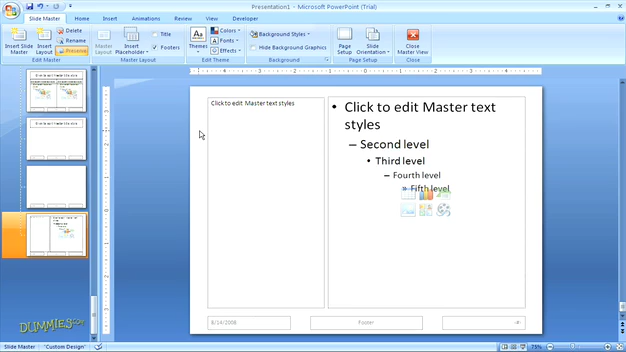 Presentation1 - Microsoft PowerPoint (Trial)
Slide Master Home Insert Animations Review View Developer
Insert Slide Master
Insert Layout
Delete
Rename
Preserve
Edit Master
Master Layout
Insert Placeholder
Title
Footers
Master Layout
Themes
Colors
Fonts
Effects
Edit Theme
Background Styles
Hide Background Graphics
Background
Page Setup
Slide Orientation
Page Setup
Close Master View
Close
Click to edit Master text styles
• Click to edit Master text styles
– Second level
• Third level
– Fourth level
» Fifth level
8/14/2008
Footer
‹#›
DUMMIES.COM
Slide Master "Custom Design" 75%